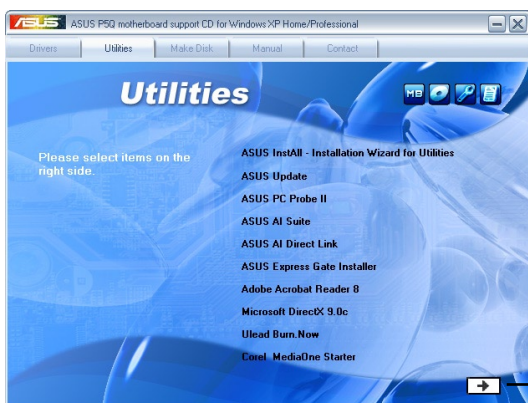 ASUS ASUS P5Q motherboard support CD for Windows XP Home/Professional
Drivers Utilities Make Disk Manual Contact
Utilities
MB
Please select items on the
right side.
ASUS InstAll - Installation Wizard for Utilities
ASUS Update
ASUS PC Probe II
ASUS AI Suite
ASUS AI Direct Link
ASUS Express Gate Installer
Adobe Acrobat Reader 8
Microsoft DirectX 9.0c
Ulead Burn.Now
Corel MediaOne Starter